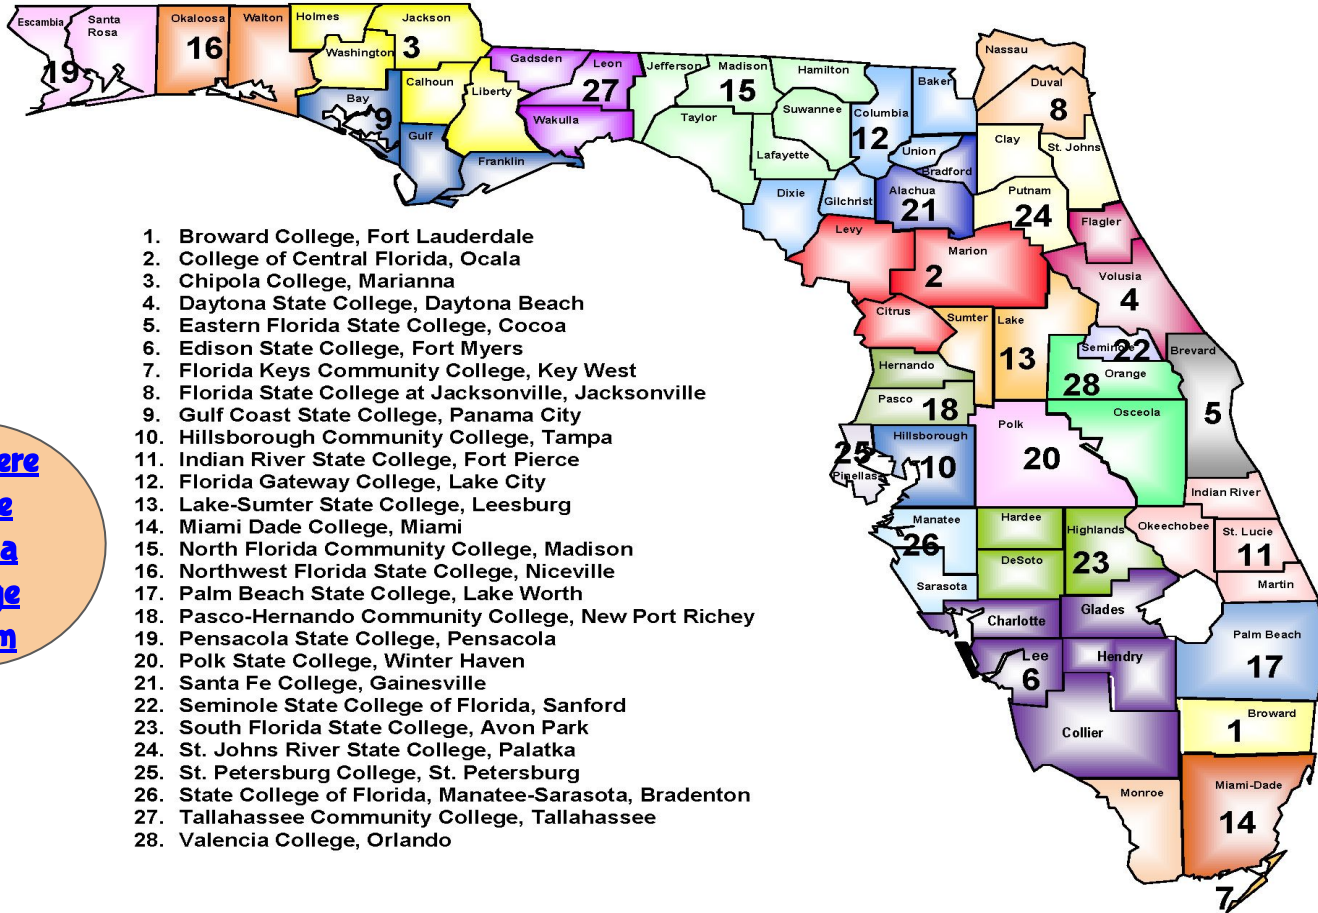 Escambia
Santa
Rosa
19
Okaloosa
16
Walton
Holmes
Jackson
Washington
3
Calhoun
Liberty
Bay
9
Gulf
Franklin
Gadsden
Leon
27
Wakulla
Jefferson
Madison
15
Hamilton
Taylor
Suwannee
Lafayette
Columbia
12
Baker
Union
Bradford
Nassau
Duval
8
Clay
St. Johns
Putnam
24
Dixie
Gilchrist
Alachua
21
Flagler
Levy
Marion
2
Volusia
4
Citrus
Sumter
Lake
13
Seminole
22
Brevard
5
Hernando
Orange
28
Pasco
18
Osceola
Polk
20
Hillsborough
10
25
Pinellas
Indian River
Manatee
26
Hardee
Highlands
23
Okeechobee
St. Lucie
11
DeSoto
Sarasota
Martin
Charlotte
Glades
Palm Beach
17
Lee
6
Hendry
Broward
1
Collier
Monroe
Miami-Dade
14
7
1. Broward College, Fort Lauderdale
2. College of Central Florida, Ocala
3. Chipola College, Marianna
4. Daytona State College, Daytona Beach
5. Eastern Florida State College, Cocoa
6. Edison State College, Fort Myers
7. Florida Keys Community College, Key West
8. Florida State College at Jacksonville, Jacksonville
9. Gulf Coast State College, Panama City
10. Hillsborough Community College, Tampa
11. Indian River State College, Fort Pierce
12. Florida Gateway College, Lake City
13. Lake-Sumter State College, Leesburg
14. Miami Dade College, Miami
15. North Florida Community College, Madison
16. Northwest Florida State College, Niceville
17. Palm Beach State College, Lake Worth
18. Pasco-Hernando Community College, New Port Richey
19. Pensacola State College, Pensacola
20. Polk State College, Winter Haven
21. Santa Fe College, Gainesville
22. Seminole State College of Florida, Sanford
23. South Florida State College, Avon Park
24. St. Johns River State College, Palatka
25. St. Petersburg College, St. Petersburg
26. State College of Florida, Manatee-Sarasota, Bradenton
27. Tallahassee Community College, Tallahassee
28. Valencia College, Orlando